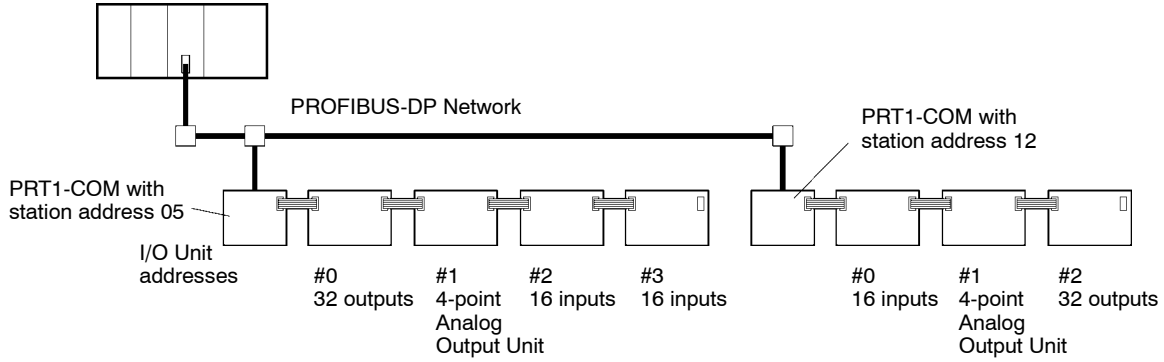 PROFIBUS-DP Network
PRT1-COM with
station address 12
PRT1-COM with
station address 05
I/O Unit
addresses
#0
32 outputs
#1
4-point
Analog
Output Unit
#2
16 inputs
#3
16 inputs
#0
16 inputs
#1
4-point
Analog
Output Unit
#2
32 outputs